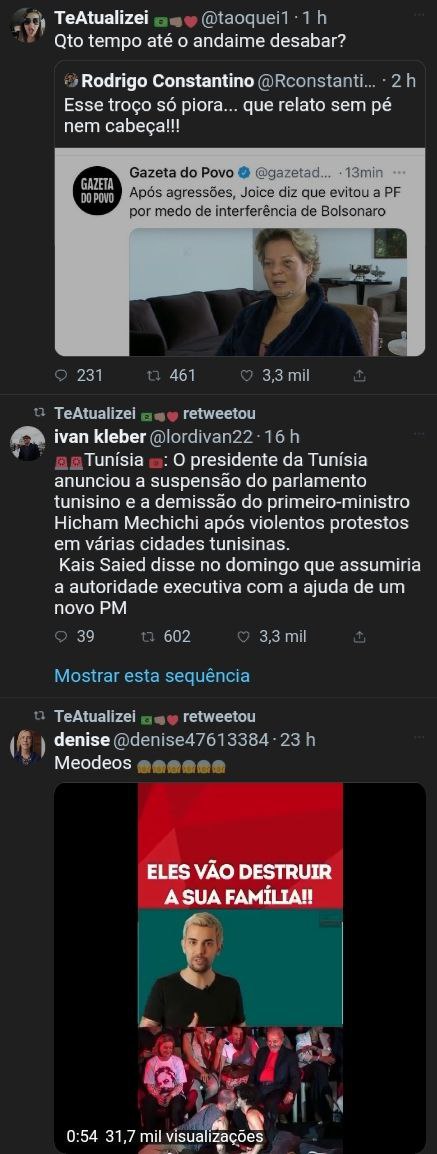 TeAtualizei 🇧🇷👊🏽❤️ @taoquei1 · 1 h
Qto tempo até o andaime desabar?
Rodrigo Constantino @Rconstanti... · 2 h
Esse troço só piora... que relato sem pé
nem cabeça!!!
GAZETA
DO POVO
Gazeta do Povo @gazetad... · 13min
Após agressões, Joice diz que evitou a PF
por medo de interferência de Bolsonaro
231 461 3,3 mil
TeAtualizei 🇧🇷👊🏽❤️ retweetou
ivan kleber @lordivan22 · 16 h
🚨🚨Tunísia 🇹🇳: O presidente da Tunísia
anunciou a suspensão do parlamento
tunisino e a demissão do primeiro-ministro
Hicham Mechichi após violentos protestos
em várias cidades tunisinas.
Kais Saied disse no domingo que assumiria
a autoridade executiva com a ajuda de um
novo PM
39 602 3,3 mil
Mostrar esta sequência
TeAtualizei 🇧🇷👊🏽❤️ retweetou
denise @denise47613384 · 23 h
Meodeos 😱😱😱😱😱😱
ELES VÃO DESTRUIR
A SUA FAMÍLIA!!
0:54 31,7 mil visualizações